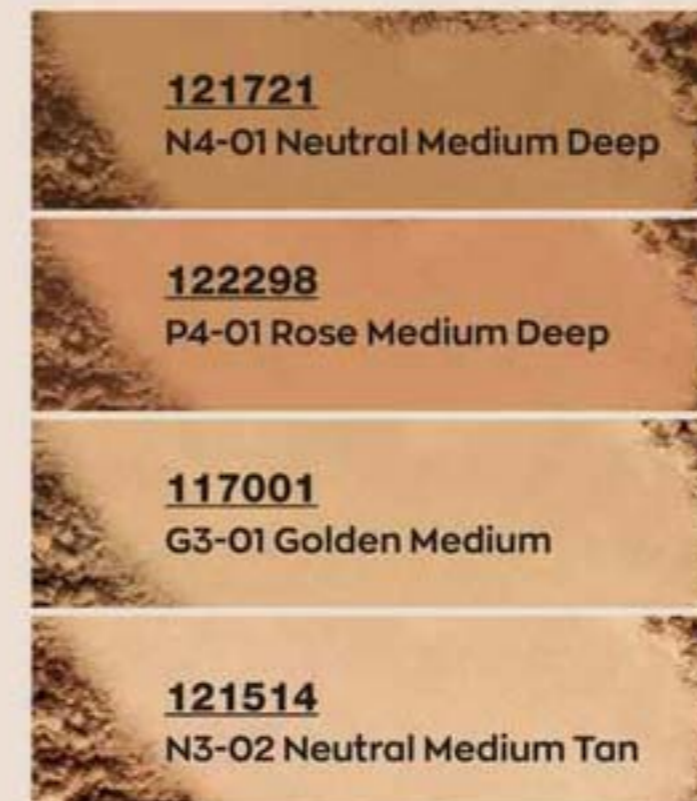 121721
N4-01 Neutral Medium Deep
122298
P4-01 Rose Medium Deep
117001
G3-01 Golden Medium
121514
N3-02 Neutral Medium Tan